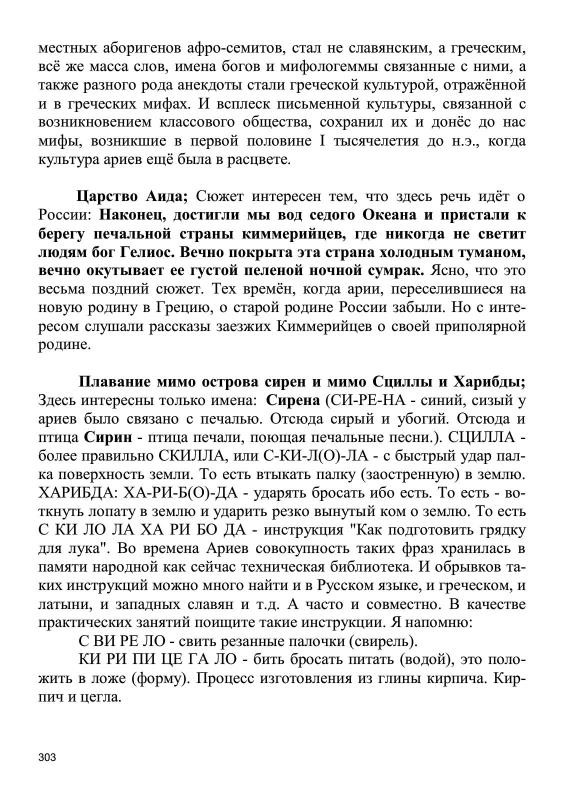 местных аборигенов афро-семитов, стал не славянским, а греческим,
всё же масса слов, имена богов и мифологеммы связанные с ними, а
также разного рода анекдоты стали греческой культурой, отражённой
и в греческих мифах. И всплеск письменной культуры, связанной с
возникновением классового общества, сохранил их и донёс до нас
мифы, возникшие в первой половине I тысячелетия до н.э., когда
культура ариев ещё была в расцвете.
Царство Аида; Сюжет интересен тем, что здесь речь идёт о
России: Наконец, достигли мы вод седого Океана и пристали к
берегу печальной страны киммерийцев, где никогда не светит
людям бог Гелиос. Вечно покрыта эта страна холодным туманом,
вечно окутывает ее густой пеленой ночной сумрак. Ясно, что это
весьма поздний сюжет. Тех времён, когда арии, переселившиеся на
новую родину в Грецию, о старой родине России забыли. Но с инте-
ресом слушали рассказы заезжих Киммерийцев о своей приполярной
родине.
Плавание мимо острова сирен и мимо Сциллы и Харибды;
Здесь интересны только имена: Сирена (СИ-РЕ-НА - синий, сизый у
ариев было связано с печалью. Отсюда сирый и убогий. Отсюда и
птица Сирин - птица печали, поющая печальные песни.). СЦИЛЛА -
более правильно СКИЛЛА, или С-КИ-Л(О)-ЛА - с быстрый удар пал-
ка поверхность земли. То есть втыкать палку (заостренную) в землю.
ХАРИБДА: ХА-РИ-Б(О)-ДА - ударять бросать ибо есть. То есть - во-
ткнуть лопату в землю и ударить резко вынутый ком о землю. То есть
С КИ ЛО ЛА ХА РИ БО ДА - инструкция "Как подготовить грядку
для лука". Во времена Ариев совокупность таких фраз хранилась в
памяти народной как сейчас техническая библиотека. И обрывков та-
ких инструкций можно много найти и в Русском языке, и греческом, и
латыни, и западных славян и т.д. А часто и совместно. В качестве
практических занятий поищите такие инструкции. Я напомню:
С ВИ РЕ ЛО - свить резанные палочки (свирель).
КИ РИ ПИ ЦЕ ГА ЛО - бить бросать питать (водой), это поло-
жить в ложе (форму). Процесс изготовления из глины кирпича. Кир-
пич и цегла.
303